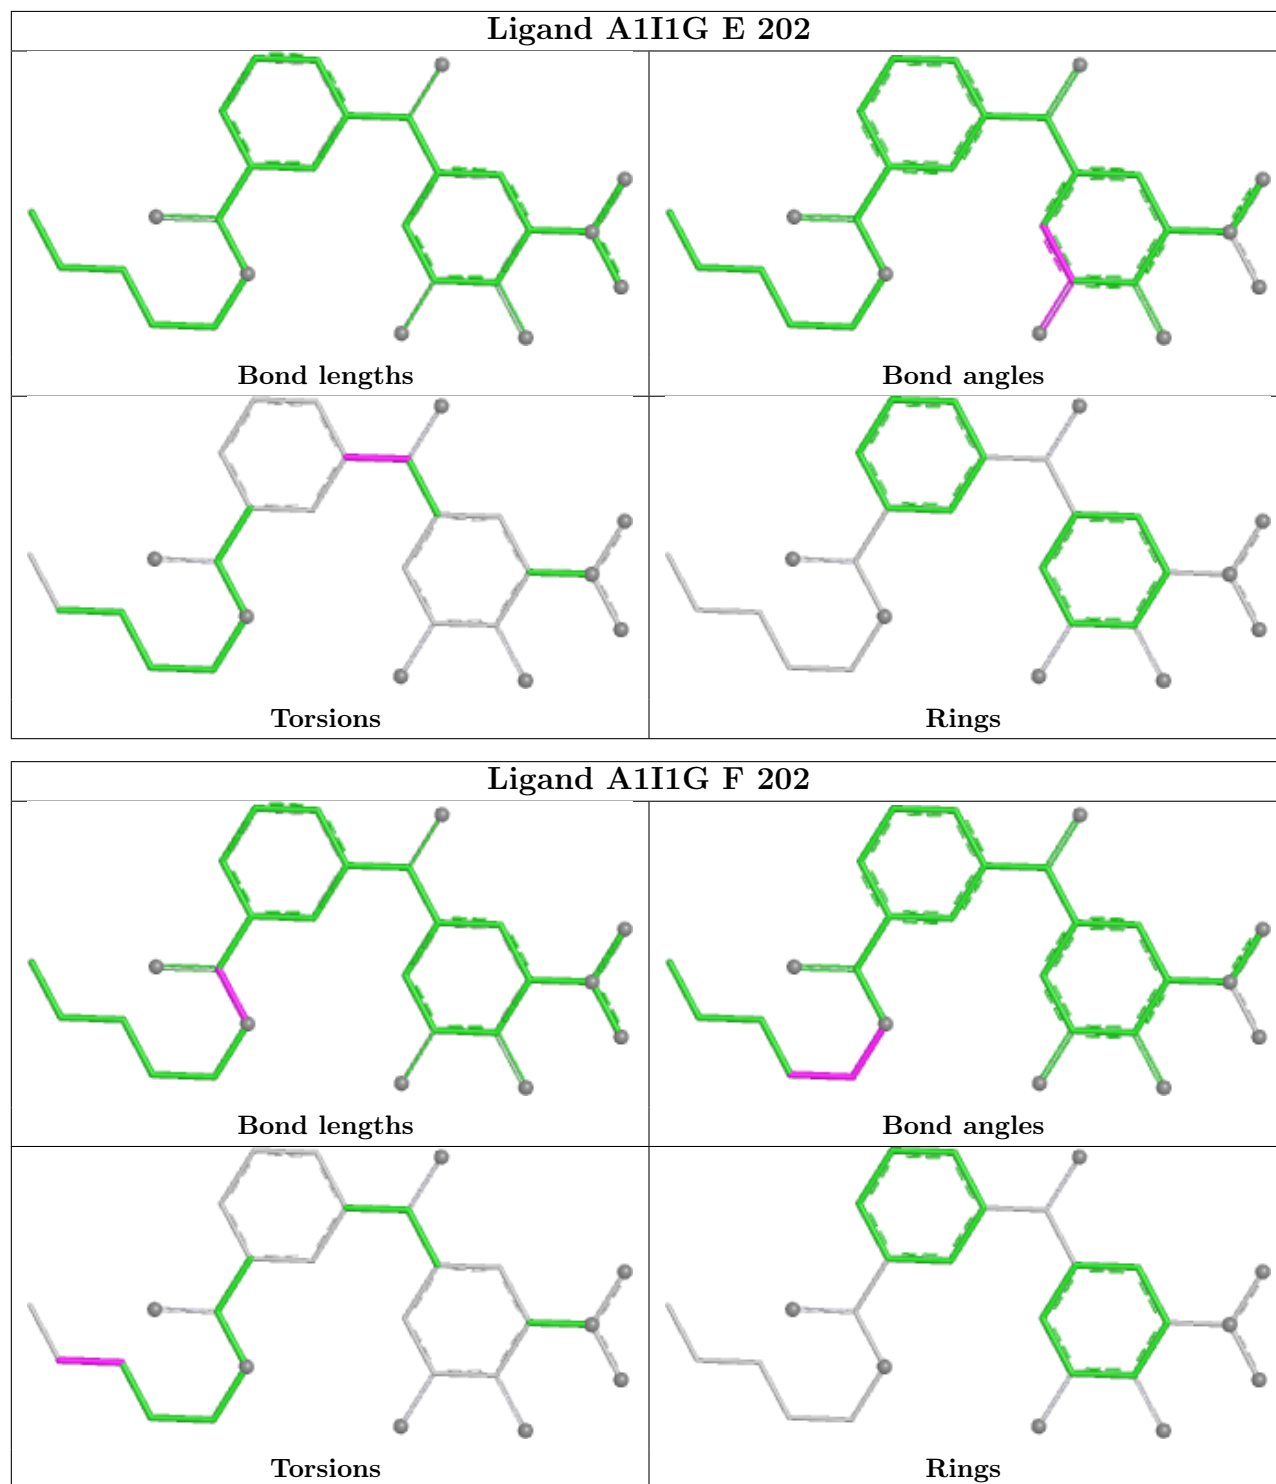 Ligand A1I1G E 202
Bond lengths
Bond angles
Torsions
Rings
Ligand A1I1G F 202
Bond lengths
Bond angles
Torsions
Rings